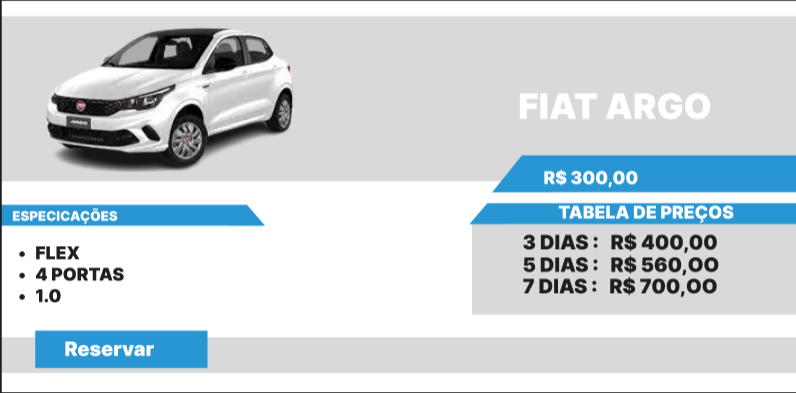 FIAT ARGO
R$ 300,00
ESPECICAÇÕES
TABELA DE PREÇOS
• FLEX
• 4 PORTAS
• 1.0
3 DIAS : R$ 400,00
5 DIAS : R$ 560,00
7 DIAS : R$ 700,00
Reservar